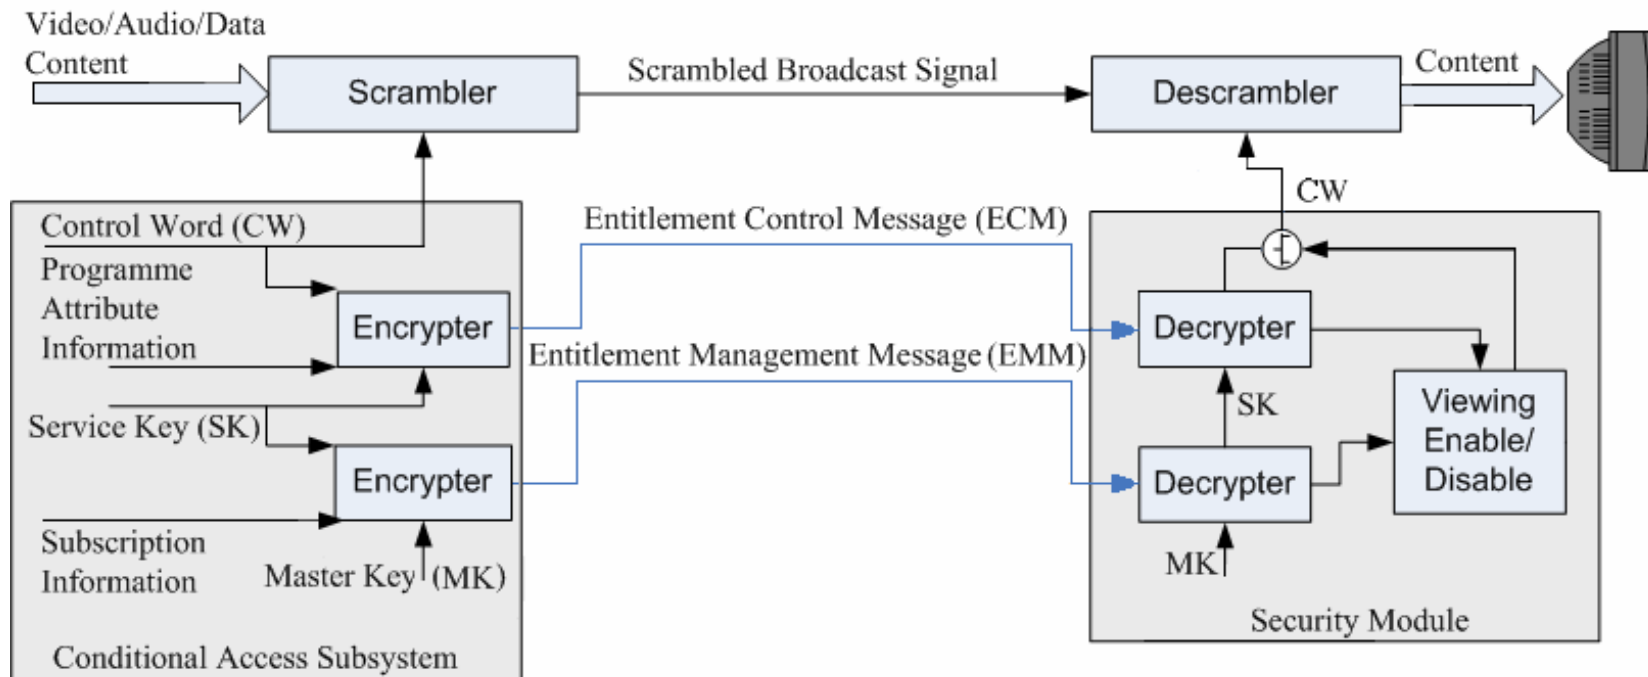 Video/Audio/Data
Content
Scrambler
Scrambled Broadcast Signal
Descrambler
Content
Control Word (CW)
Programme
Attribute
Information
Encrypter
Service Key (SK)
Encrypter
Subscription
Information
Master Key (MK)
Conditional Access Subsystem
Entitlement Control Message (ECM)
Entitlement Management Message (EMM)
CW
Decrypter
SK
Decrypter
MK
Viewing
Enable/
Disable
Security Module